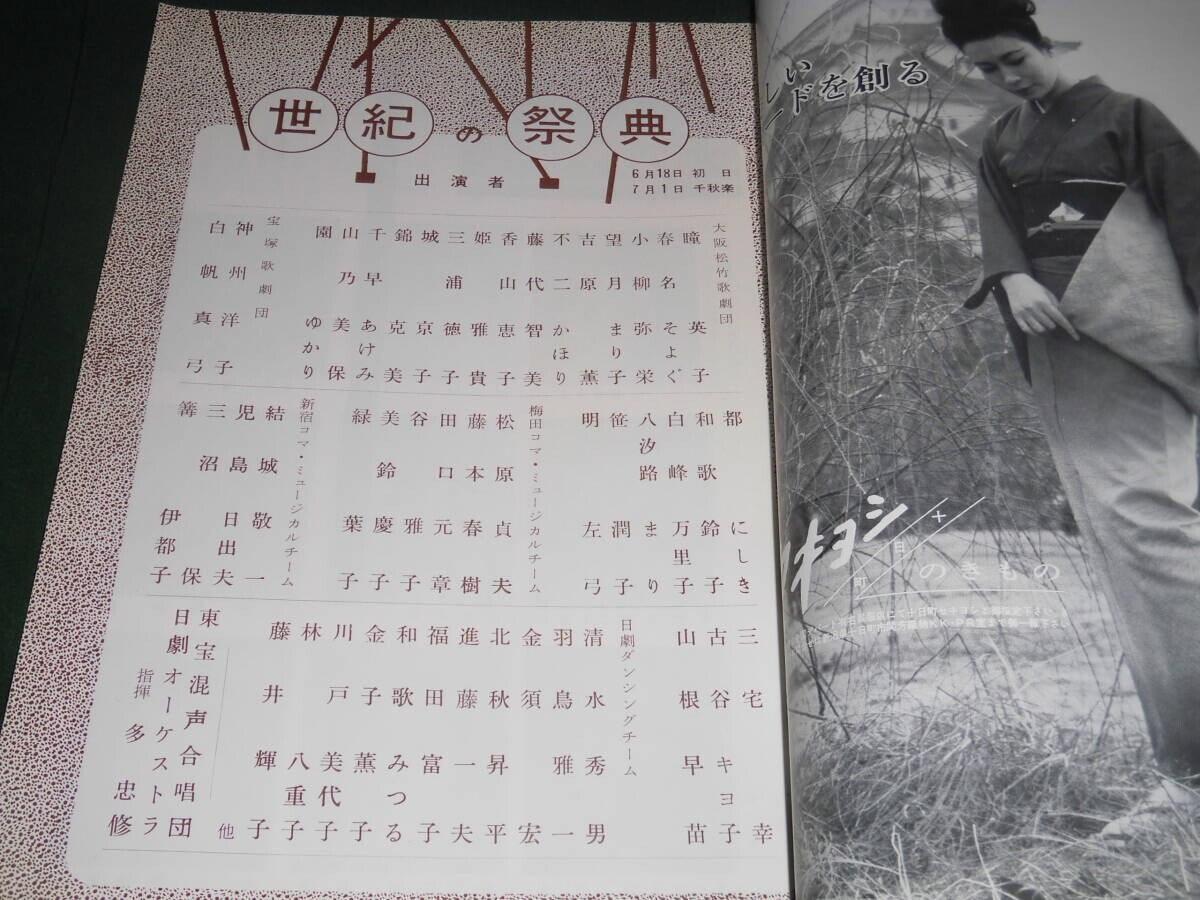 世紀の祭典
出演者
6月18日 初日
7月1日 千秋楽
大阪松竹歌劇団
瞳英子
春名そよぐ
小柳弥栄
望月まり子
吉原薫
不二かほり
藤代智美
香山恵子
姫雅貴
三浦徳子
城京子
錦克美
千早あけみ
山乃美保
園ゆかり
宝塚歌劇団
神州洋子
白帆真弓
都にしき
和歌鈴子
白峰万里子
八汐路まり
笹潤子
明左弓
梅田コマ・ミュージカルチーム
松原貞夫
藤本春樹
田口元章
谷雅子
美鈴慶子
緑葉子
新宿コマ・ミュージカルチーム
結城敬一
児島日出夫
三沼保
篝伊都子
三宅幸
古谷キヨ子
山根早苗
日劇ダンシングチーム
清水秀男
羽鳥雅一
金須宏
北秋昇平
進藤一夫
福田富子
和歌みつる
金子薫子
川戸美代子
林八重子
藤井輝子
他
東宝混声合唱団
日劇オーケストラ
指揮 多忠修
しい
ードを創る
キヨシ
十日町のきもの